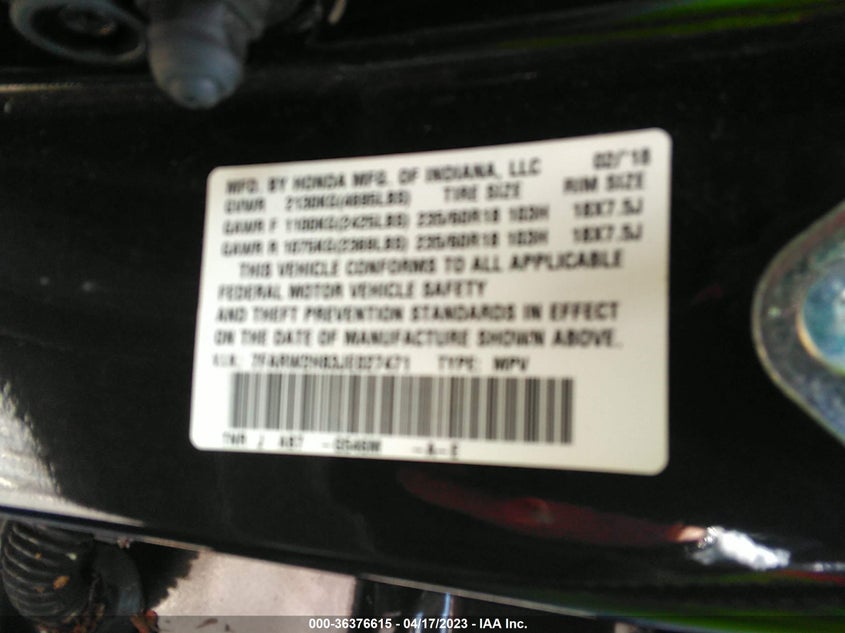 MFD. BY HONDA MFG. OF INDIANA, LLC 02/'18
GVWR 2130KG(4695LBS) TIRE SIZE RIM SIZE
GAWR F 1100KG(2425LBS) 235/60R18 103H 18X7.5J
GAWR R 1075KG(2369LBS) 235/60R18 103H 18X7.5J
THIS VEHICLE CONFORMS TO ALL APPLICABLE
FEDERAL MOTOR VEHICLE SAFETY
AND THEFT PREVENTION STANDARDS IN EFFECT
ON THE DATE OF MANUFACTURE SHOWN ABOVE.
TYPE: MPV
-A-E
000-36376615 - 04/17/2023 - IAA Inc.